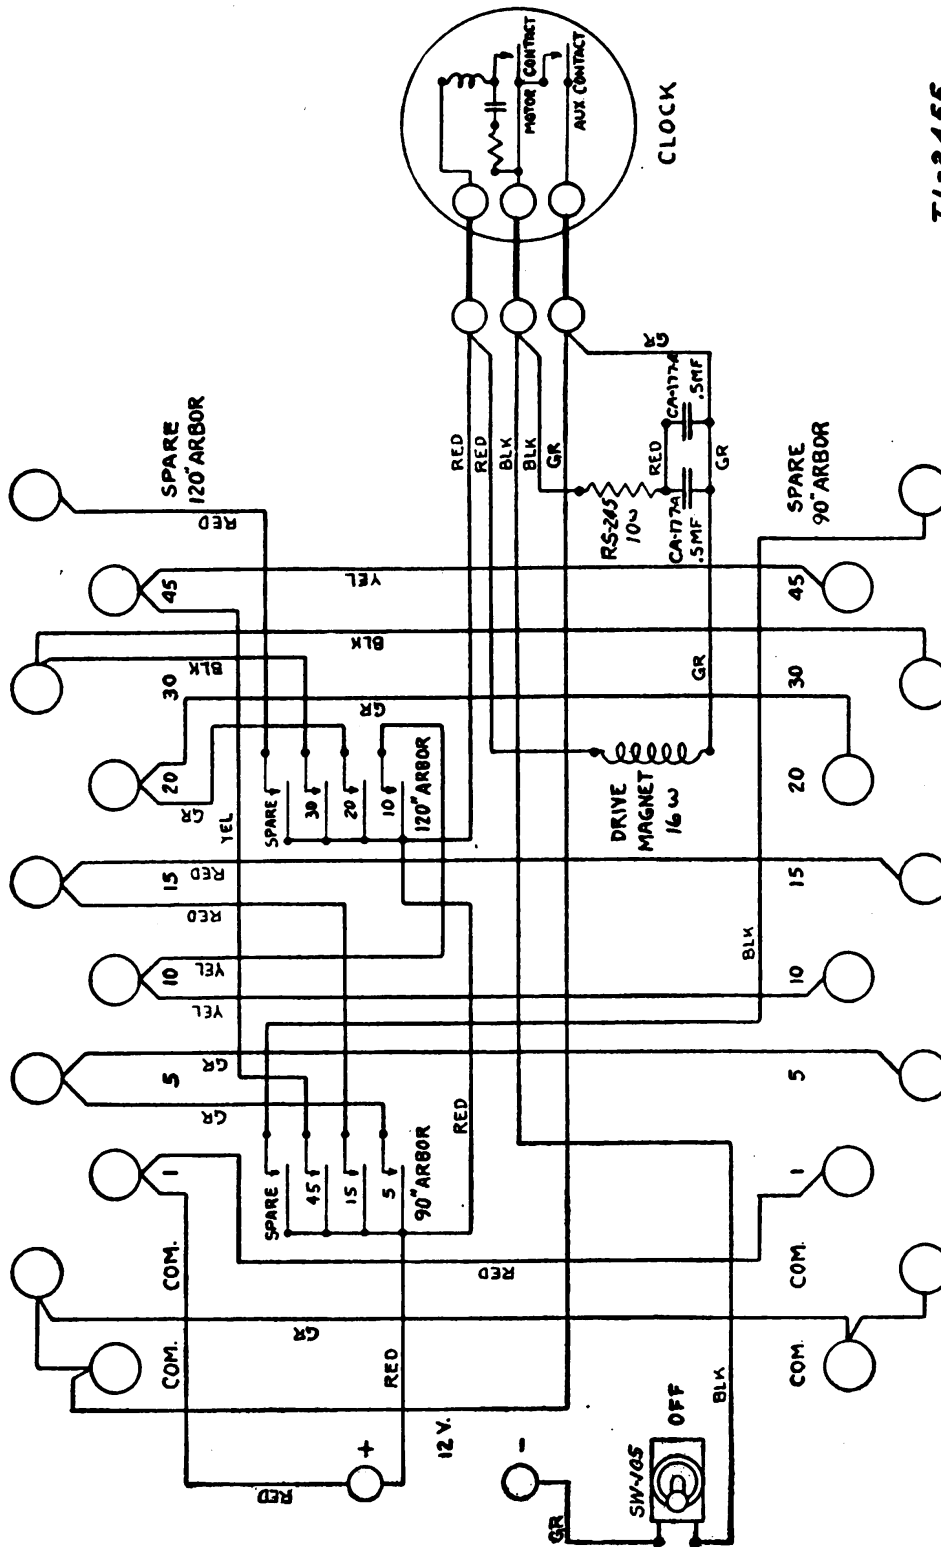 MOTOR CONTACT
AUX CONTACT
CLOCK
SPARE
120" ARBOR
RED
45
YEL
30
BLK
BLK
20
GR
GR
YEL
SPARE
30
20
10
120" ARBOR
15
RED
RED
10
YEL
YEL
5
GR
GR
1
SPARE
45
15
5
90" ARBOR
RED
COM.
RED
COM.
GR
RED
RED
+
12 V.
-
GR
SW-105
OFF
BLK
RED
RED
BLK
BLK
GR
GR
RS-245
10ω
RED
CA-177A
.5MF
CA-177A
.5MF
GR
GR
DRIVE
MAGNET
16ω
BLK
SPARE
90" ARBOR
45
30
20
15
10
5
1
COM.
COM.